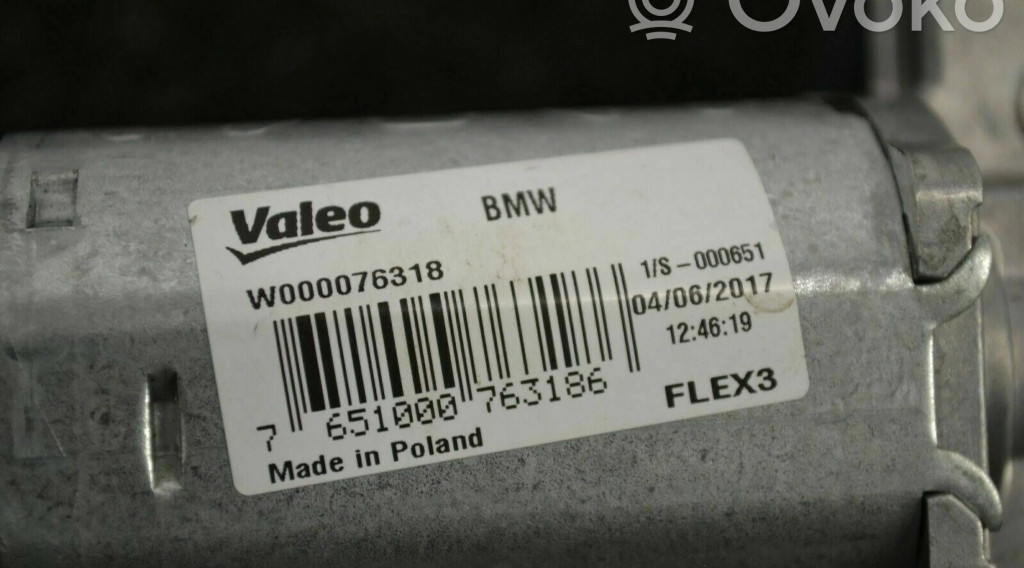 Ovoko
Valeo
BMW
W000076318
1/S-000651
04/06/2017
12:46:19
7 651000 763186
FLEX3
Made in Poland